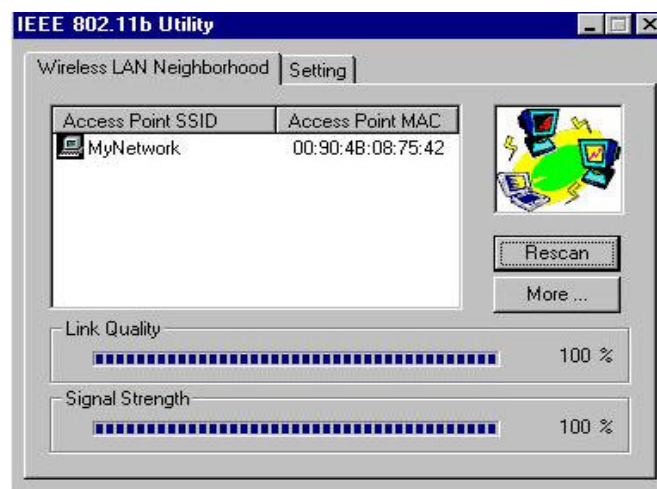 IEEE 802.11b Utility
Wireless LAN Neighborhood Setting
Access Point SSID Access Point MAC
MyNetwork 00:90:4B:08:75:42
Rescan
More ...
Link Quality
100 %
Signal Strength
100 %